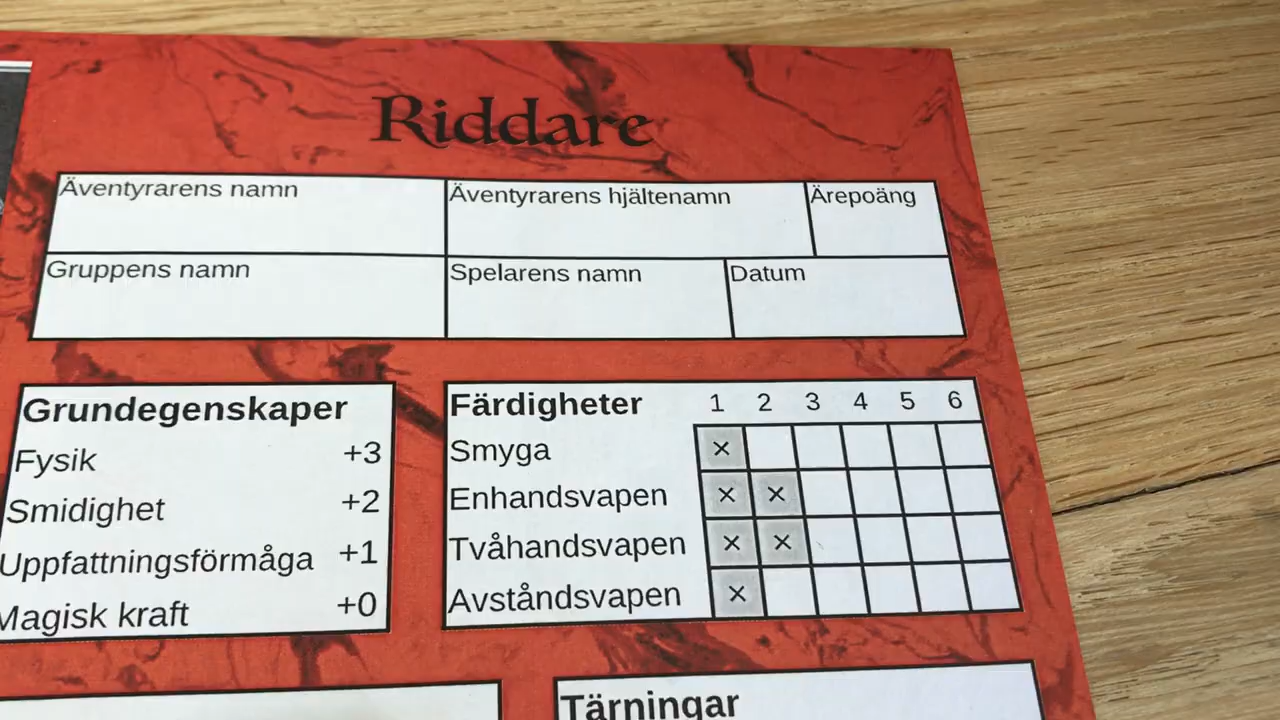 Riddare
Äventyrarens namn Äventyrarens hjältenamn Ärepoäng
Gruppens namn Spelarens namn Datum
Grundegenskaper
Fysik +3
Smidighet +2
Uppfattningsförmåga +1
Magisk kraft +0
Färdigheter 1 2 3 4 5 6
Smyga ×
Enhandsvapen × ×
Tvåhandsvapen × ×
Avståndsvapen ×
Tärningar